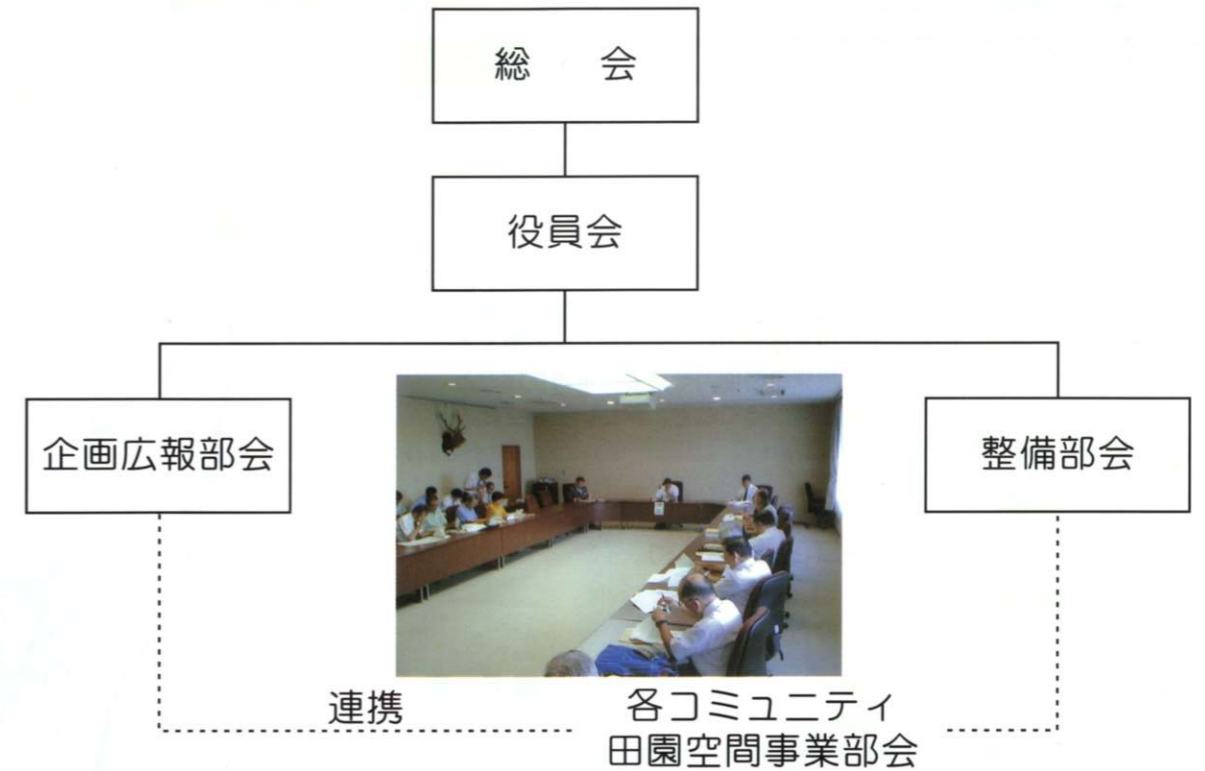 総　会
役員会
企画広報部会
整備部会
連携
各コミュニティ
田園空間事業部会